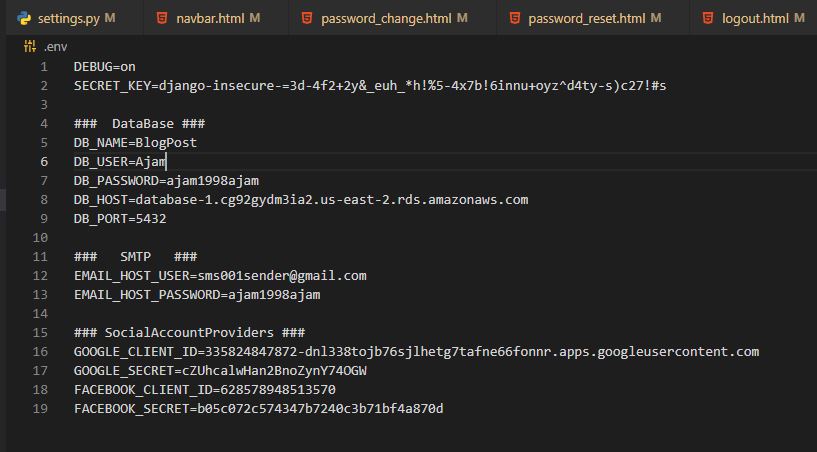 settings.py M navbar.html M password_change.html M password_reset.html M logout.html M
.env
1 DEBUG=on
2 SECRET_KEY=django-insecure-=3d-4f2+2y&_euh_*h!%5-4x7b!6innu+oyz^d4ty-s)c27!#s
3
4 ###  DataBase ###
5 DB_NAME=BlogPost
6 DB_USER=Ajam
7 DB_PASSWORD=ajam1998ajam
8 DB_HOST=database-1.cg92gydm3ia2.us-east-2.rds.amazonaws.com
9 DB_PORT=5432
10
11 ###   SMTP   ###
12 EMAIL_HOST_USER=sms001sender@gmail.com
13 EMAIL_HOST_PASSWORD=ajam1998ajam
14
15 ### SocialAccountProviders ###
16 GOOGLE_CLIENT_ID=335824847872-dnl338tojb76sjlhetg7tafne66fonnr.apps.googleusercontent.com
17 GOOGLE_SECRET=cZUhcalwHan2BnoZynY74OGW
18 FACEBOOK_CLIENT_ID=628578948513570
19 FACEBOOK_SECRET=b05c072c574347b7240c3b71bf4a870d